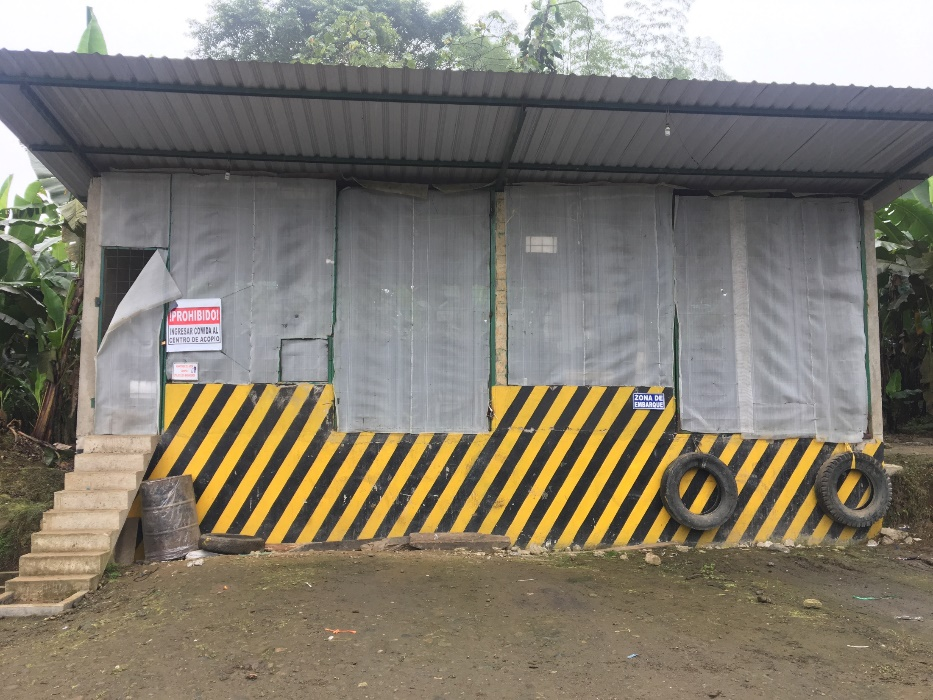 ¡PROHIBIDO!
INGRESAR COMIDA AL
CENTRO DE ACOPIO
ZONA DE
EMBARQUE